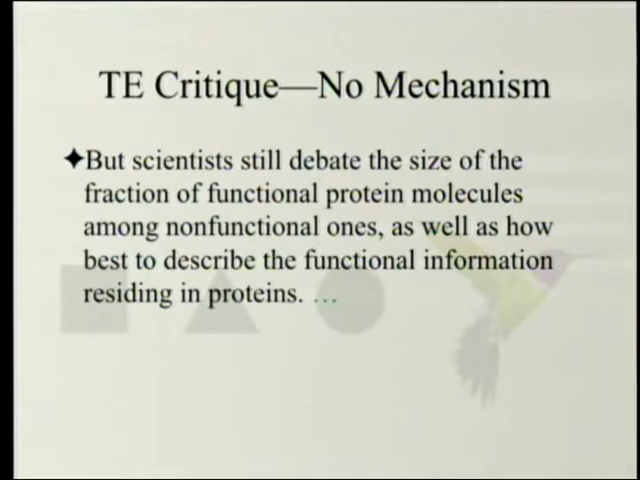 TE Critique—No Mechanism
✦But scientists still debate the size of the
fraction of functional protein molecules
among nonfunctional ones, as well as how
best to describe the functional information
residing in proteins. …